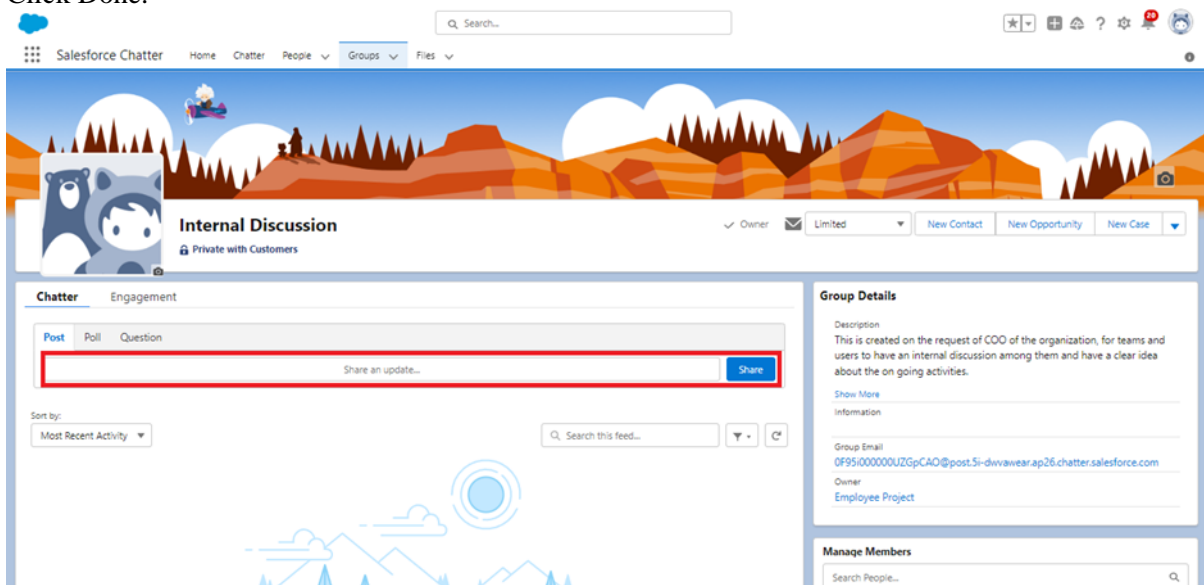 Click Done.
Search...
20
Salesforce Chatter Home Chatter People Groups Files
Internal Discussion
Private with Customers
Owner Limited New Contact New Opportunity New Case
Chatter Engagement
Post Poll Question
Share an update... Share
Sort by:
Most Recent Activity Search this feed...
Group Details
Description
This is created on the request of COO of the organization, for teams and
users to have an internal discussion among them and have a clear idea
about the on going activities.
Show More
Information
Group Email
0F95i000000UZGpCAO@post.5i-dwvawear.ap26.chatter.salesforce.com
Owner
Employee Project
Manage Members
Search People...